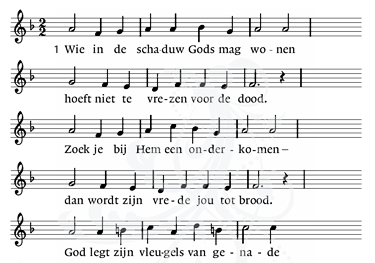 1 Wie in de scha-duw Gods mag wo-nen
hoeft niet te vre-zen voor de dood.
Zoek je bij Hem een on-der-ko-men–
dan wordt zijn vre-de jou tot brood.
God legt zijn vleu-gels van ge-na-de